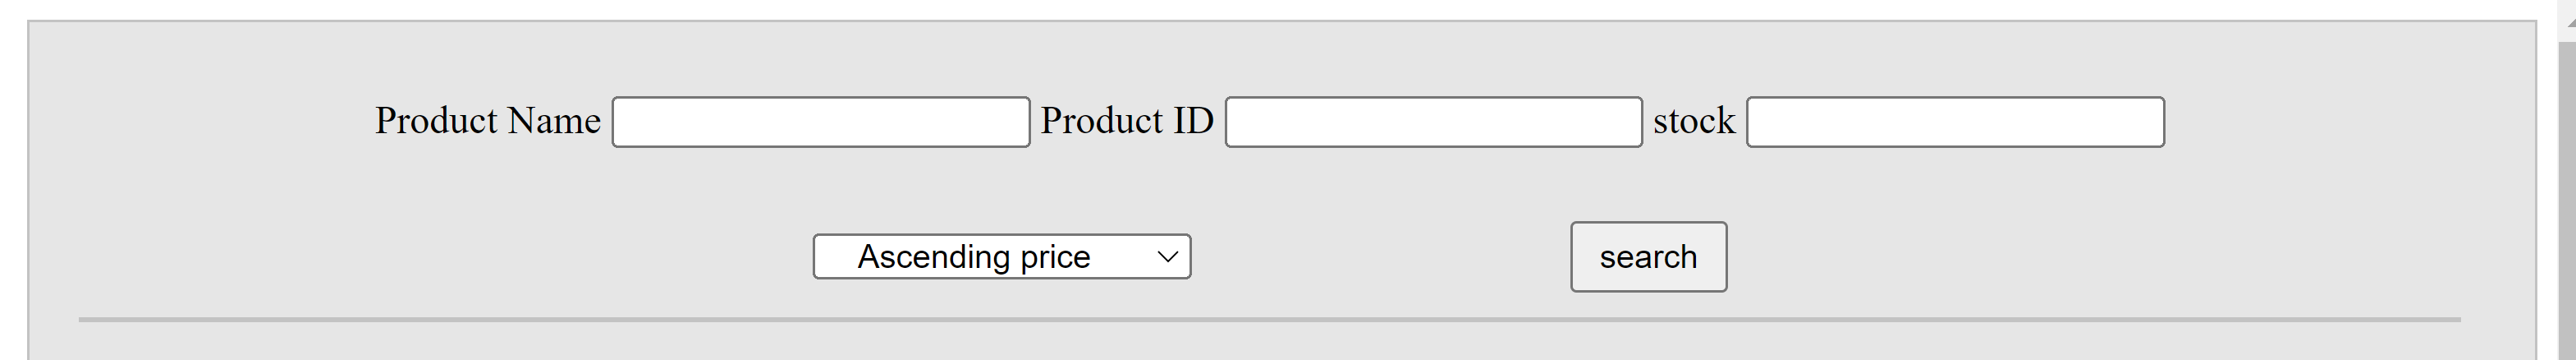 Product Name Product ID stock
Ascending price search